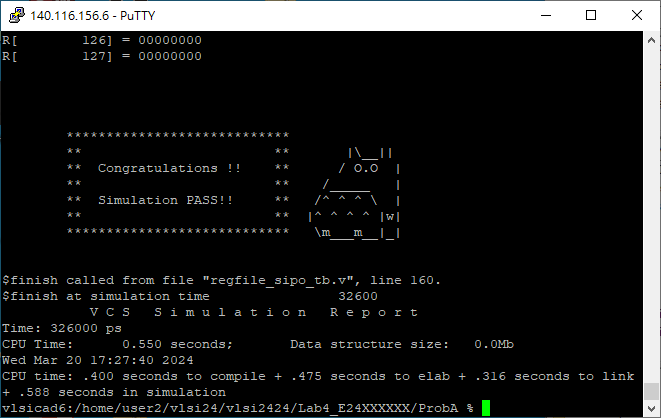 140.116.156.6 - PuTTY
R[        126] = 00000000
R[        127] = 00000000
        ****************************
        **                        **         |\__||
        **  Congratulations !!    **        / O.O  |
        **                        **      /_____   |
        **  Simulation PASS!!     **     /^ ^ ^ \  |
        **                        **    |^ ^ ^ ^ |w|
        ****************************     \m___m__|_|
$finish called from file "regfile_sipo_tb.v", line 160.
$finish at simulation time                32600
           V C S   S i m u l a t i o n   R e p o r t
Time: 326000 ps
CPU Time:      0.550 seconds;       Data structure size:   0.0Mb
Wed Mar 20 17:27:40 2024
CPU time: .400 seconds to compile + .475 seconds to elab + .316 seconds to link
+ .588 seconds in simulation
vlsicad6:/home/user2/vlsi24/vlsi2424/Lab4_E24XXXXXX/ProbA %